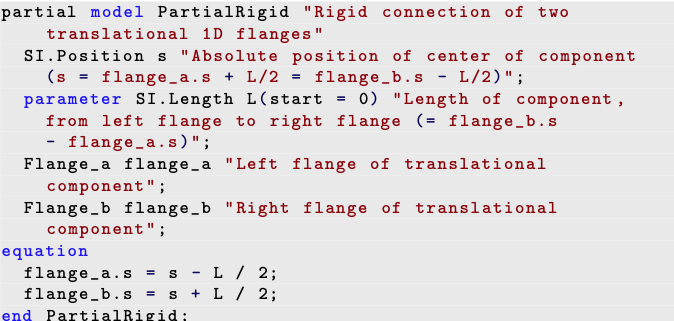 partial model PartialRigid "Rigid connection of two
translational 1D flanges"
SI.Position s "Absolute position of center of component
(s = flange_a.s + L/2 = flange_b.s - L/2)";
parameter SI.Length L(start = 0) "Length of component,
from left flange to right flange (= flange_b.s
- flange_a.s)";
Flange_a flange_a "Left flange of translational
component";
Flange_b flange_b "Right flange of translational
component";
equation
flange_a.s = s - L / 2;
flange_b.s = s + L / 2;
end PartialRigid;